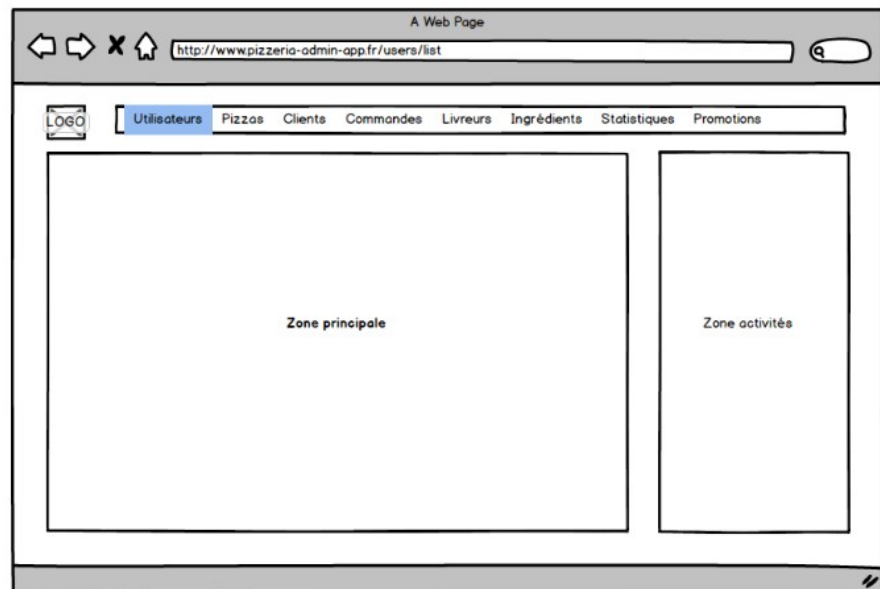 A Web Page
http://www.pizzeria-admin-app.fr/users/list
LOGO
Utilisateurs Pizzas Clients Commandes Livreurs Ingrédients Statistiques Promotions
Zone principale
Zone activités